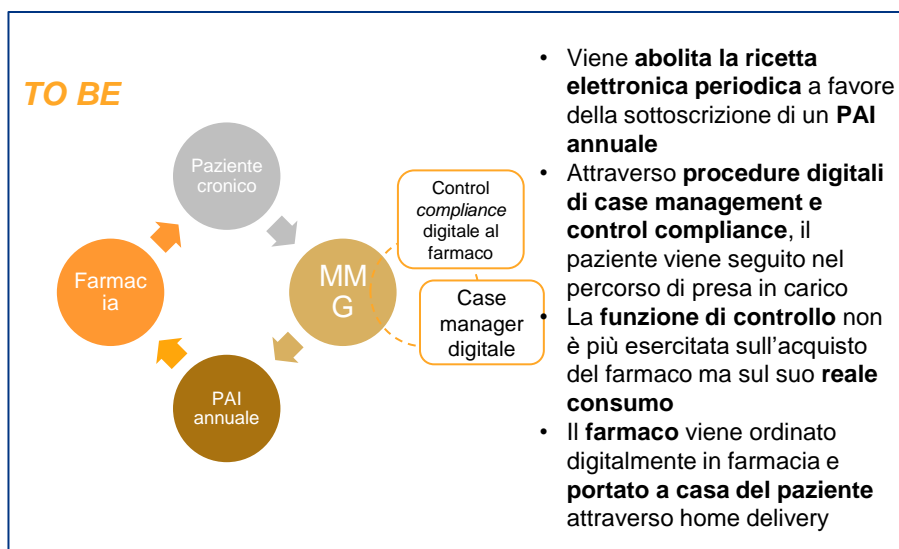 TO BE
Paziente
cronico
Control
compliance
digitale al
farmaco
MM
G
Case
manager
digitale
PAI
annuale
Farmac
ia
• Viene abolita la ricetta
elettronica periodica a favore
della sottoscrizione di un PAI
annuale
• Attraverso procedure digitali
di case management e
control compliance, il
paziente viene seguito nel
percorso di presa in carico
• La funzione di controllo non
è più esercitata sull’acquisto
del farmaco ma sul suo reale
consumo
• Il farmaco viene ordinato
digitalmente in farmacia e
portato a casa del paziente
attraverso home delivery